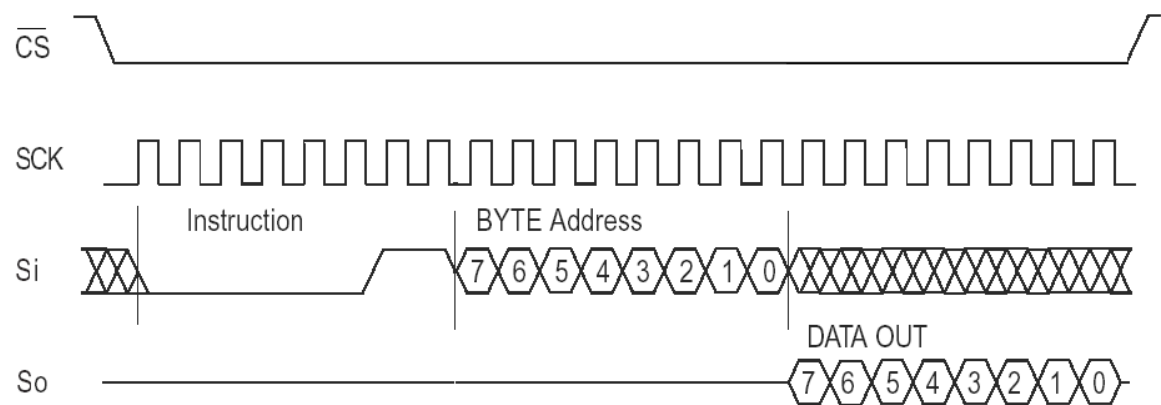 C̅S̅
SCK
Instruction BYTE Address
Si 7 6 5 4 3 2 1 0
DATA OUT
So 7 6 5 4 3 2 1 0